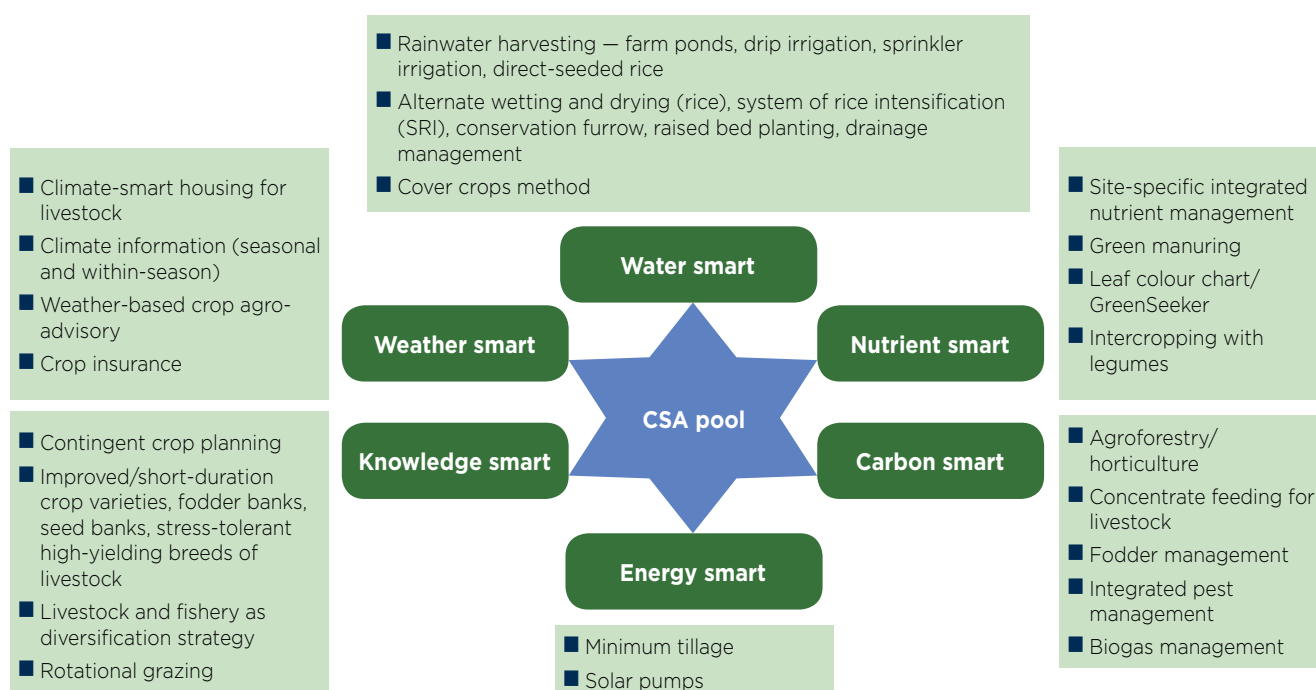 Rainwater harvesting — farm ponds, drip irrigation, sprinkler
irrigation, direct-seeded rice
Alternate wetting and drying (rice), system of rice intensification
(SRI), conservation furrow, raised bed planting, drainage
management
Cover crops method
Climate-smart housing for
livestock
Climate information (seasonal
and within-season)
Weather-based crop agro-
advisory
Crop insurance
Site-specific integrated
nutrient management
Green manuring
Leaf colour chart/
GreenSeeker
Intercropping with
legumes
Water smart
Weather smart
Nutrient smart
CSA pool
Knowledge smart
Carbon smart
Energy smart
Contingent crop planning
Improved/short-duration
crop varieties, fodder banks,
seed banks, stress-tolerant
high-yielding breeds of
livestock
Livestock and fishery as
diversification strategy
Rotational grazing
Agroforestry/
horticulture
Concentrate feeding for
livestock
Fodder management
Integrated pest
management
Biogas management
Minimum tillage
Solar pumps